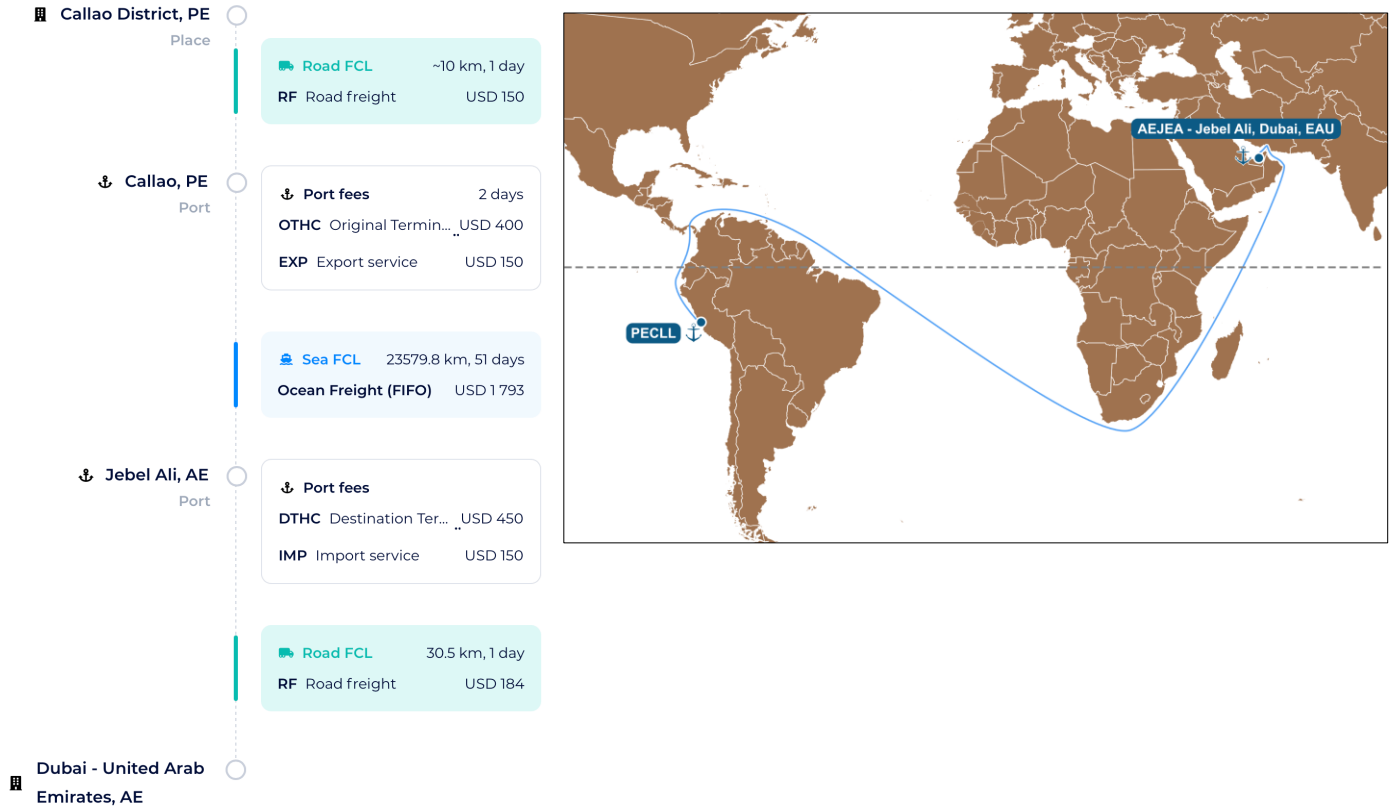 Callao District, PE
Place
Road FCL ~10 km, 1 day
RF Road freight USD 150
Callao, PE
Port
Port fees 2 days
OTHC Original Termin... USD 400
EXP Export service USD 150
Sea FCL 23579.8 km, 51 days
Ocean Freight (FIFO) USD 1 793
Jebel Ali, AE
Port
Port fees
DTHC Destination Ter... USD 450
IMP Import service USD 150
Road FCL 30.5 km, 1 day
RF Road freight USD 184
Dubai - United Arab
Emirates, AE
AEJEA - Jebel Ali, Dubai, EAU
PECLL